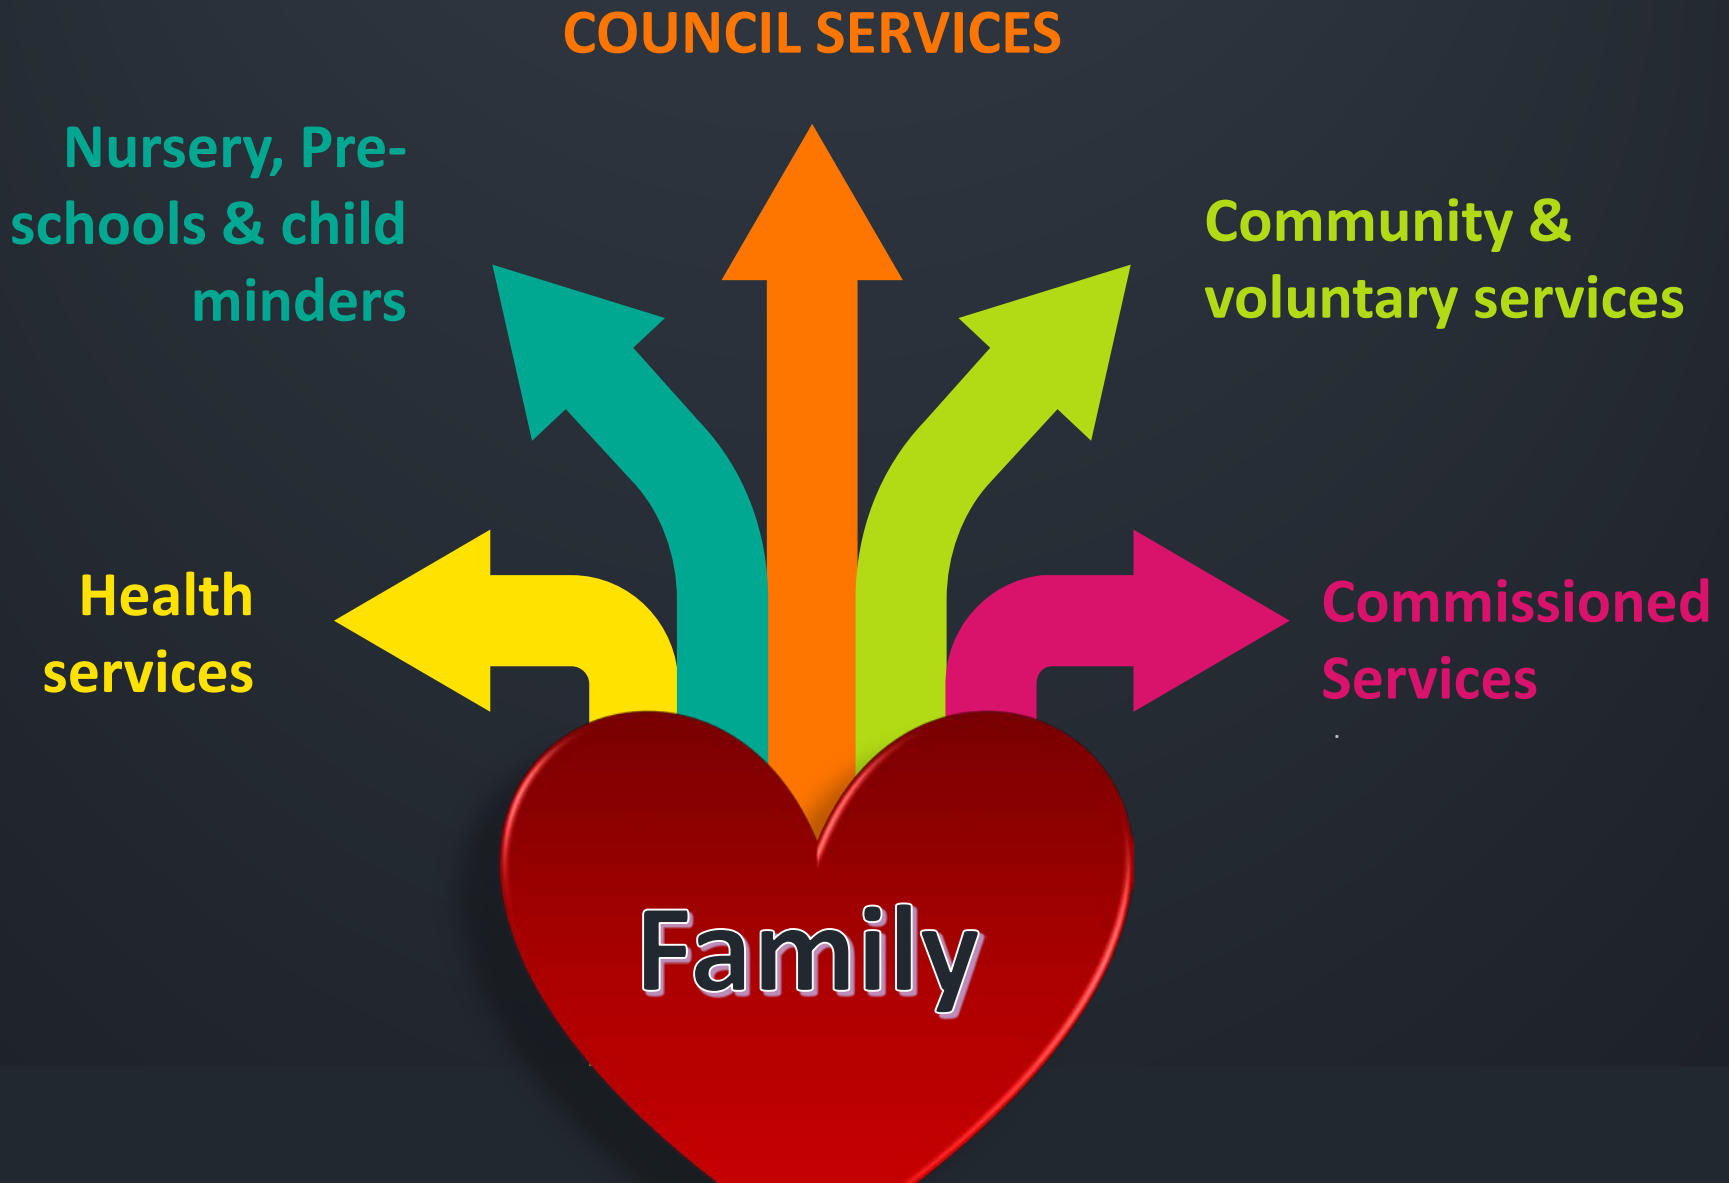 COUNCIL SERVICES
Nursery, Pre-
schools & child
minders
Community &
voluntary services
Health
services
Commissioned
Services
.
Family